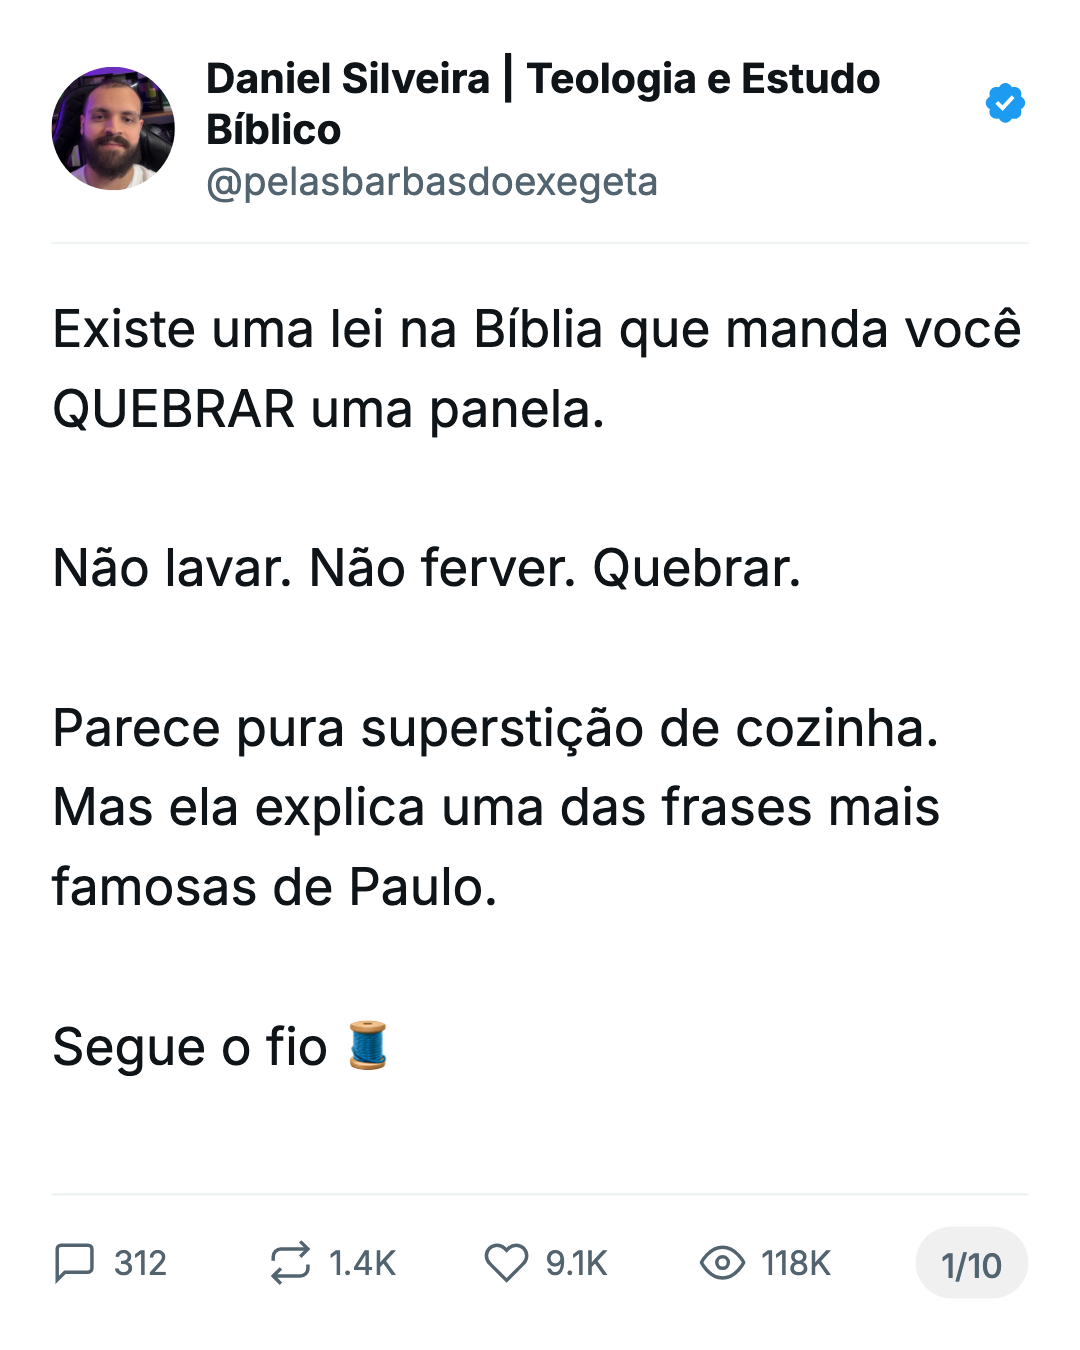 Daniel Silveira | Teologia e Estudo
Bíblico
@pelasbarbasdoexegeta
Existe uma lei na Bíblia que manda você
QUEBRAR uma panela.
Não lavar. Não ferver. Quebrar.
Parece pura superstição de cozinha.
Mas ela explica uma das frases mais
famosas de Paulo.
Segue o fio 🧵
312 1.4K 9.1K 118K 1/10